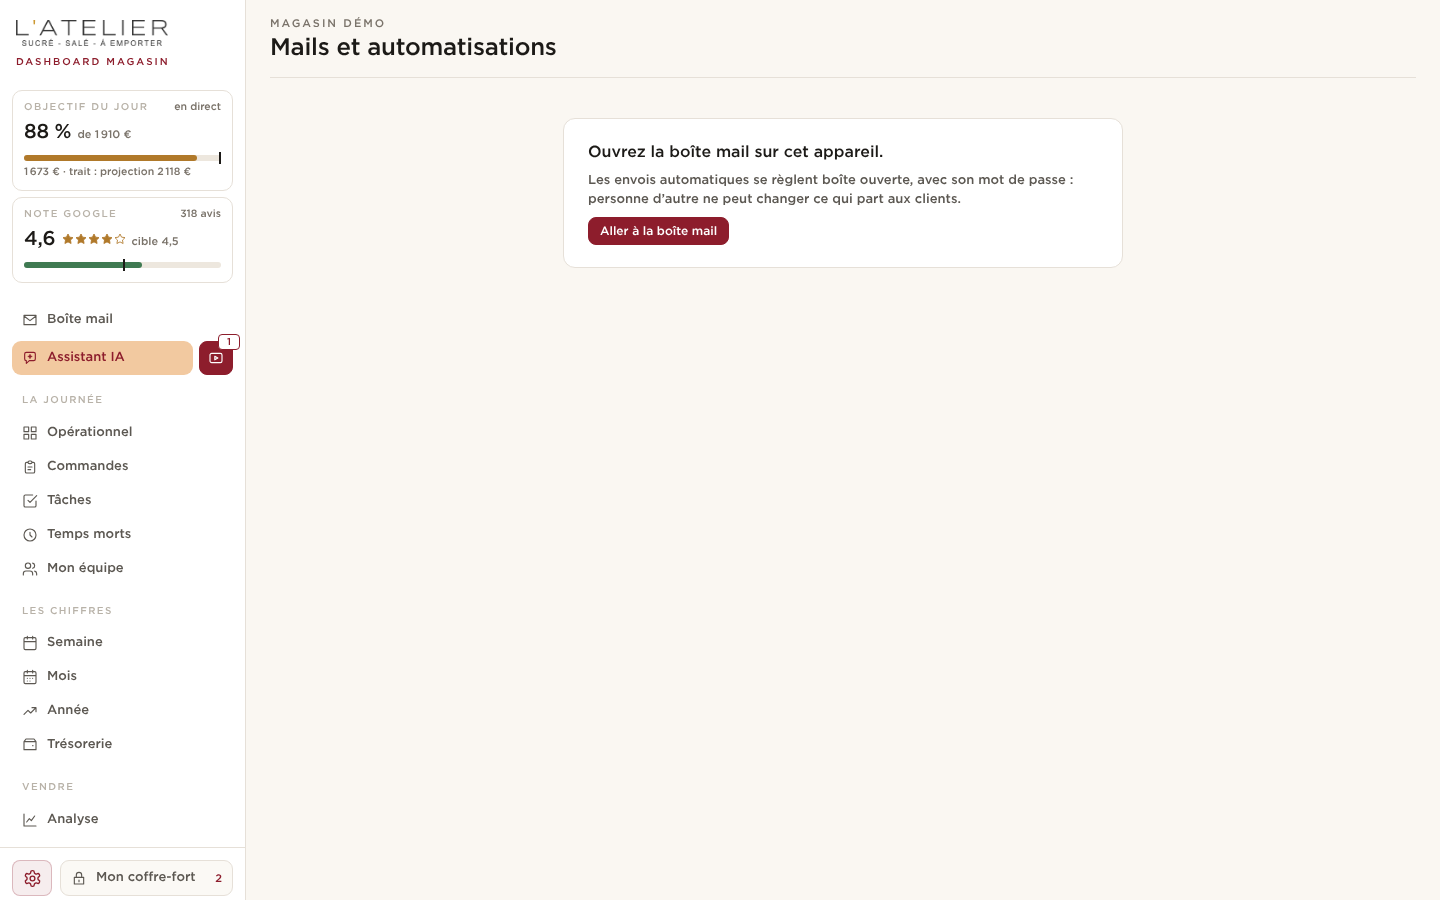 L'ATELIER
SUCRÉ - SALÉ - À EMPORTER
DASHBOARD MAGASIN
OBJECTIF DU JOUR en direct
88 % de 1 910 €
1 673 € · trait : projection 2 118 €
NOTE GOOGLE 318 avis
4,6 cible 4,5
Boîte mail
Assistant IA 1
LA JOURNÉE
Opérationnel
Commandes
Tâches
Temps morts
Mon équipe
LES CHIFFRES
Semaine
Mois
Année
Trésorerie
VENDRE
Analyse
Mon coffre-fort 2
MAGASIN DÉMO
Mails et automatisations
Ouvrez la boîte mail sur cet appareil.
Les envois automatiques se règlent boîte ouverte, avec son mot de passe :
personne d’autre ne peut changer ce qui part aux clients.
Aller à la boîte mail